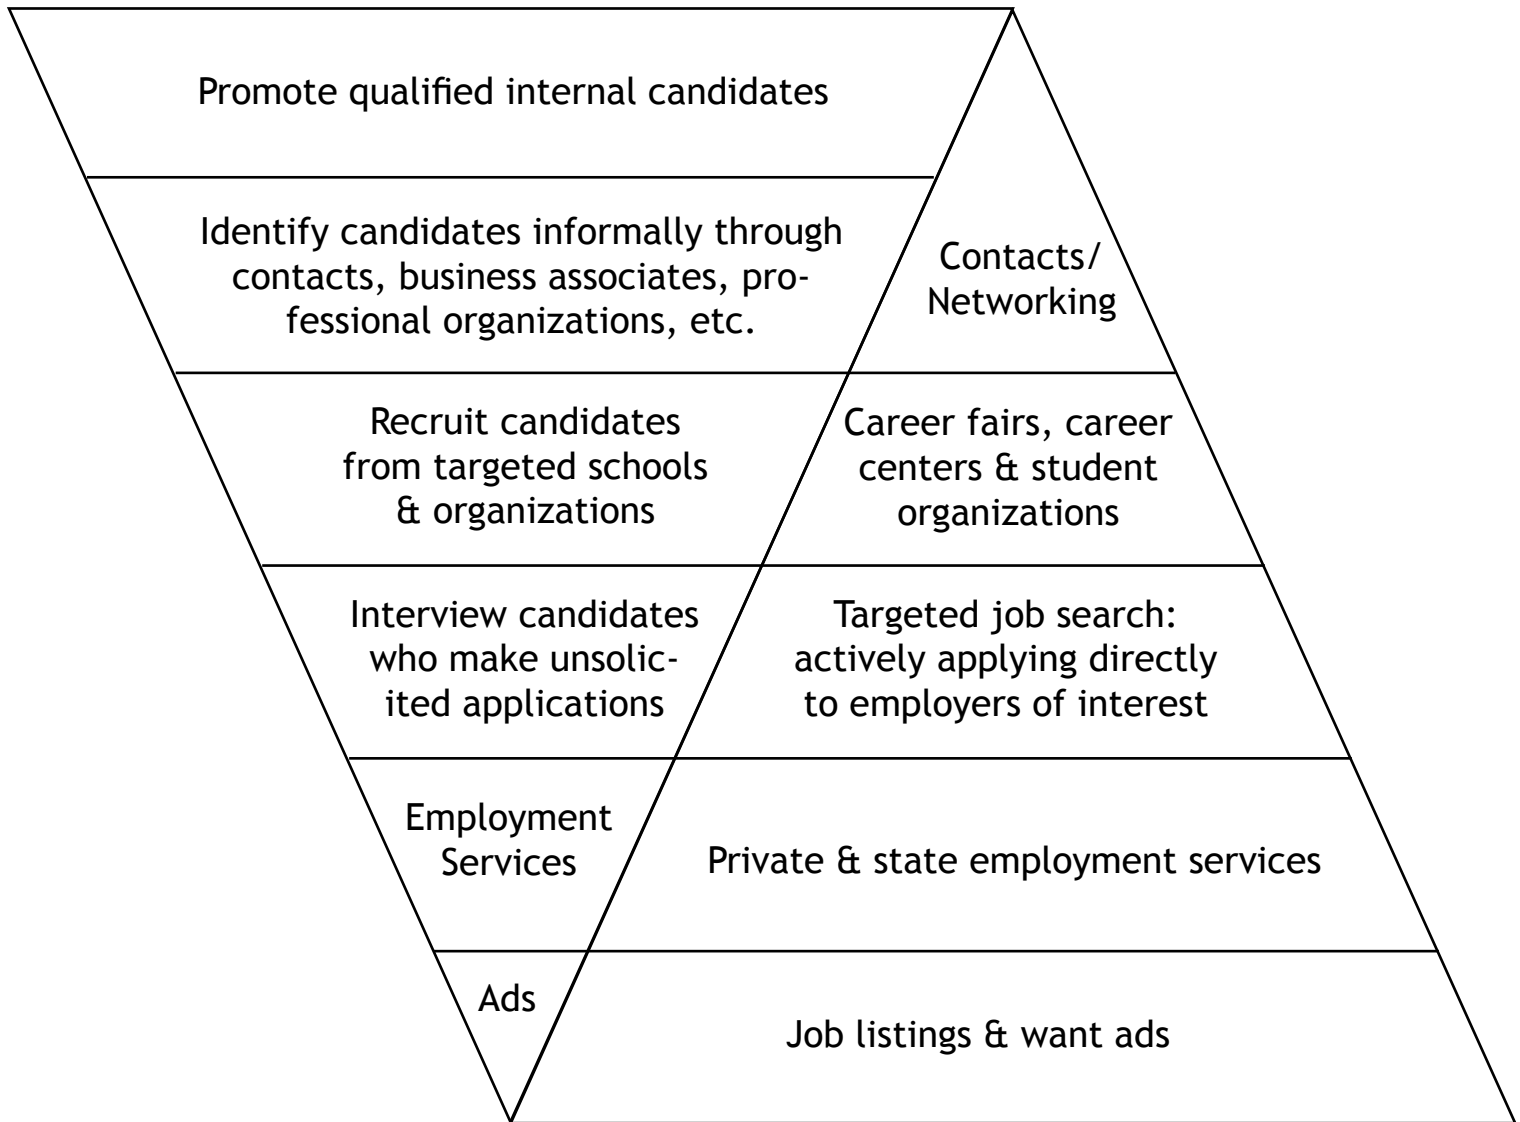 Promote qualified internal candidates
Identify candidates informally through
contacts, business associates, pro-
fessional organizations, etc.
Contacts/
Networking
Recruit candidates
from targeted schools
& organizations
Career fairs, career
centers & student
organizations
Interview candidates
who make unsolic-
ited applications
Targeted job search:
actively applying directly
to employers of interest
Employment
Services
Private & state employment services
Ads
Job listings & want ads